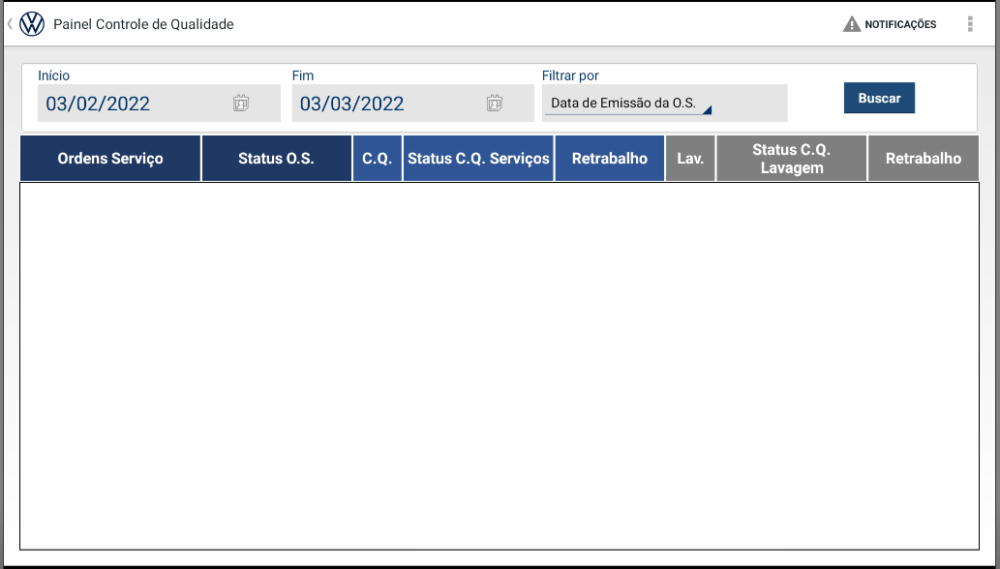 Painel Controle de Qualidade
NOTIFICAÇÕES
Início
Fim
Filtrar por
03/02/2022
03/03/2022
Data de Emissão da O.S.
Buscar
Ordens Serviço
Status O.S.
C.Q.
Status C.Q. Serviços
Retrabalho
Lav.
Status C.Q.
Lavagem
Retrabalho